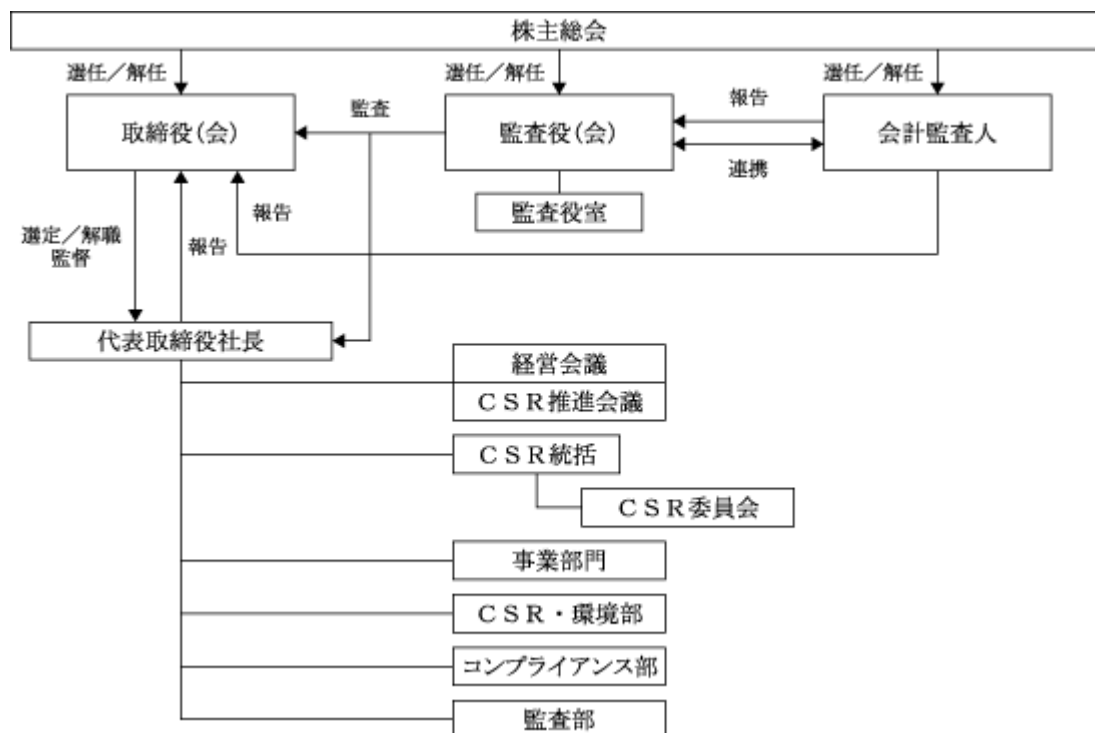 株主総会
選任／解任
選任／解任
選任／解任
取締役(会)
監査
監査役(会)
報告
連携
会計監査人
監査役室
選定／解職
監督
報告
報告
代表取締役社長
経営会議
ＣＳＲ推進会議
ＣＳＲ統括
ＣＳＲ委員会
事業部門
ＣＳＲ・環境部
コンプライアンス部
監査部